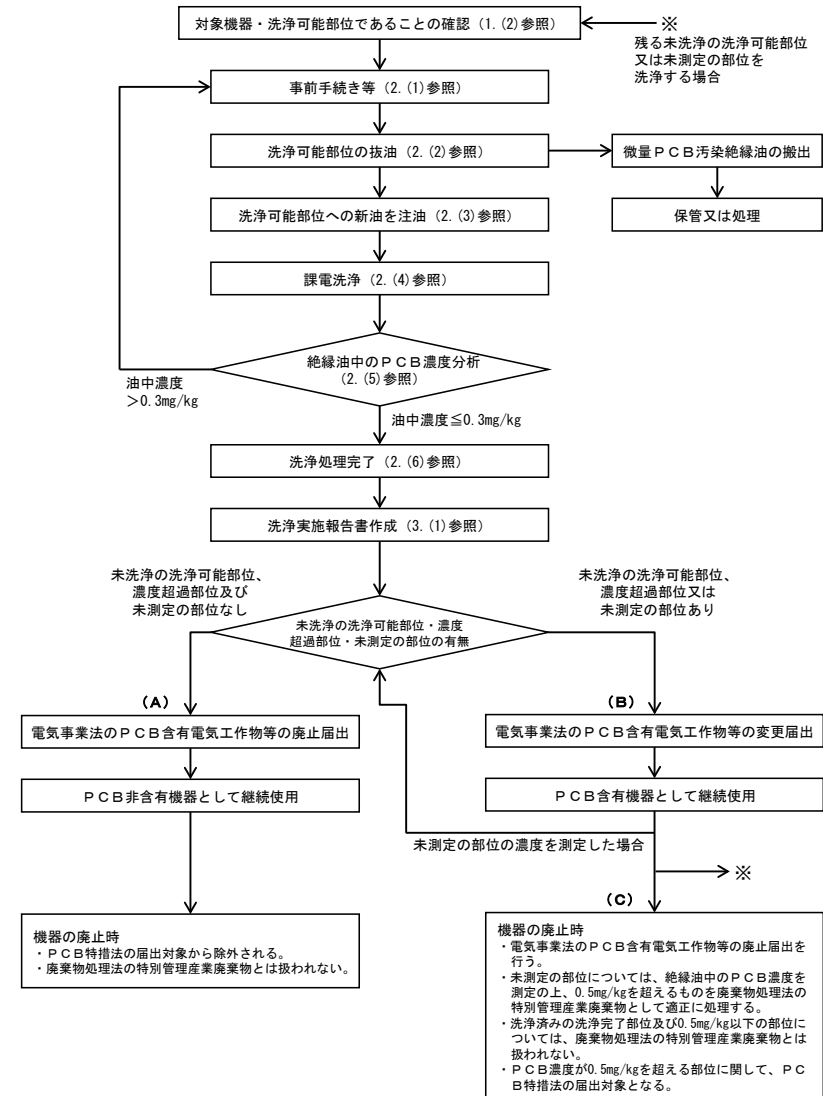 対象機器・洗浄可能部位であることの確認（1.(2)参照）
※
残る未洗浄の洗浄可能部位
又は未測定の部位を
洗浄する場合
事前手続き等（2.(1)参照）
洗浄可能部位の抜油（2.(2)参照）
微量ＰＣＢ汚染絶縁油の搬出
洗浄可能部位への新油を注油（2.(3)参照）
保管又は処理
課電洗浄（2.(4)参照）
絶縁油中のＰＣＢ濃度分析
（2.(5)参照）
油中濃度
＞0.3mg/kg
油中濃度≦0.3mg/kg
洗浄処理完了（2.(6)参照）
洗浄実施報告書作成（3.(1)参照）
未洗浄の洗浄可能部位、
濃度超過部位及び
未測定の部位なし
未洗浄の洗浄可能部位、
濃度超過部位又は
未測定の部位あり
未洗浄の洗浄可能部位・濃度
超過部位・未測定の部位の有無
（Ａ）
（Ｂ）
電気事業法のＰＣＢ含有電気工作物等の廃止届出
電気事業法のＰＣＢ含有電気工作物等の変更届出
ＰＣＢ非含有機器として継続使用
ＰＣＢ含有機器として継続使用
未測定の部位の濃度を測定した場合
※
（Ｃ）
機器の廃止時
・ＰＣＢ特措法の届出対象から除外される。
・廃棄物処理法の特別管理産業廃棄物とは扱われない。
機器の廃止時
・電気事業法のＰＣＢ含有電気工作物等の廃止届出を
行う。
・未測定の部位については、絶縁油中のＰＣＢ濃度を
測定の上、0.5mg/kgを超えるものを廃棄物処理法の
特別管理産業廃棄物として適正に処理する。
・洗浄済みの洗浄完了部位及び0.5mg/kg以下の部位に
ついては、廃棄物処理法の特別管理産業廃棄物とは
扱われない。
・ＰＣＢ濃度が0.5mg/kgを超える部位に関して、ＰＣ
Ｂ特措法の届出対象となる。